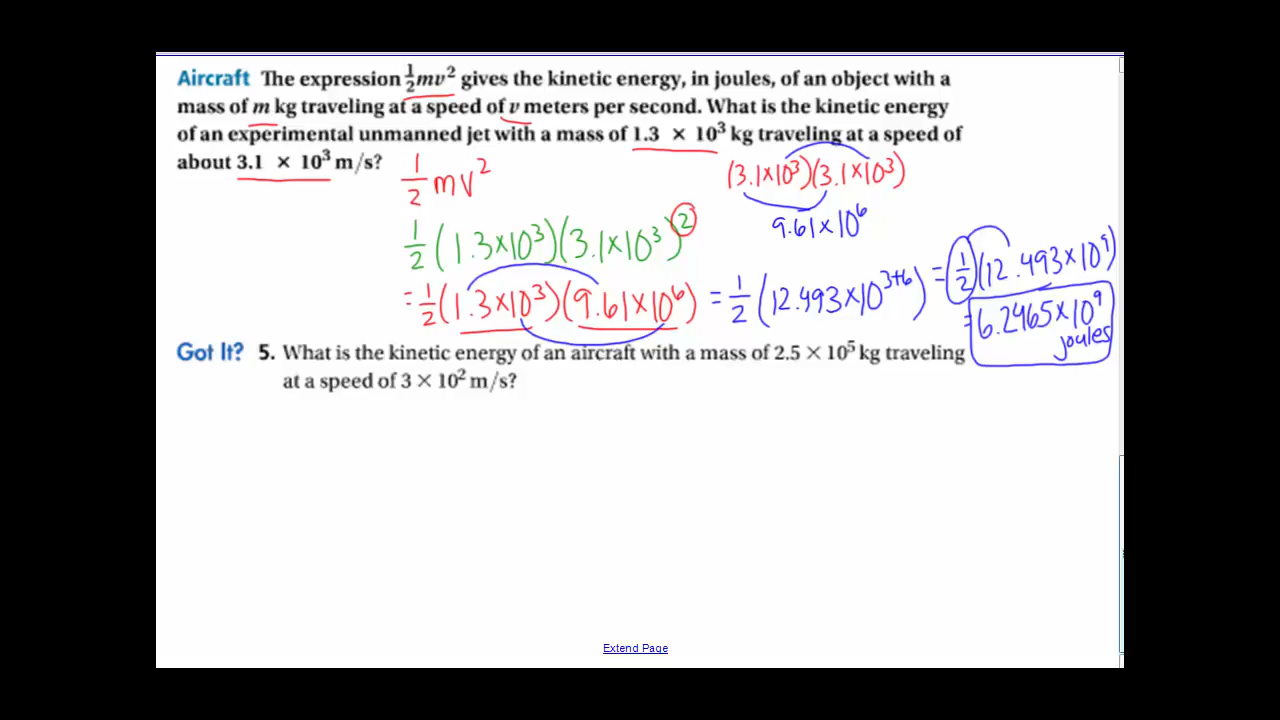 Aircraft The expression ½mv² gives the kinetic energy, in joules, of an object with a
mass of m kg traveling at a speed of v meters per second. What is the kinetic energy
of an experimental unmanned jet with a mass of 1.3 × 10³ kg traveling at a speed of
about 3.1 × 10³ m/s?
1/2 mv²
(3.1×10³)(3.1×10³)
9.61×10⁶
1/2 (1.3×10³)(3.1×10³)²
= 1/2 (1.3×10³)(9.61×10⁶) = 1/2 (12.493×10³⁺⁶) = 1/2 (12.493×10⁹)
= 6.2465×10⁹
joules
Got It? 5. What is the kinetic energy of an aircraft with a mass of 2.5 × 10⁵ kg traveling
at a speed of 3 × 10² m/s?
Extend Page